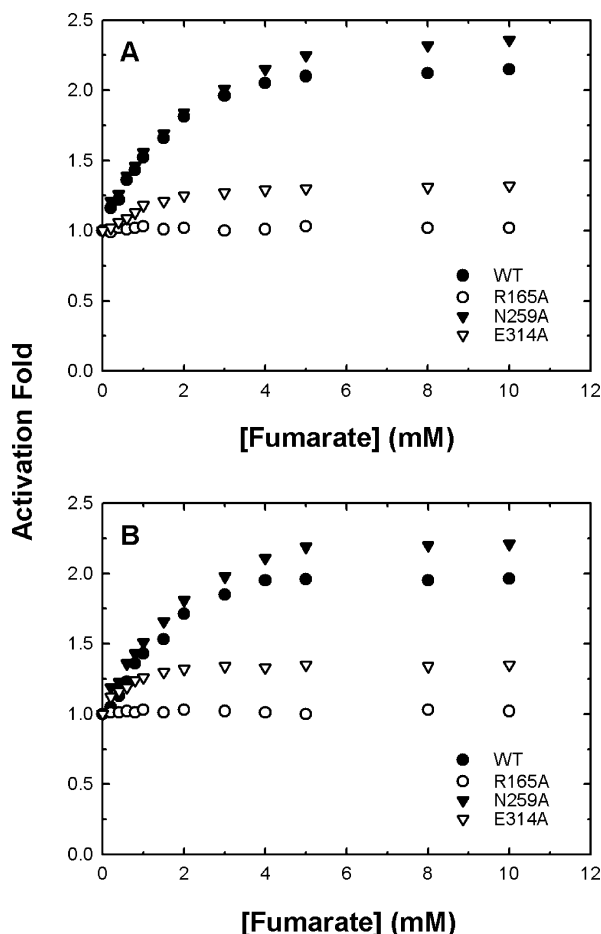 A
2.5
2.0
1.5
1.0
0.5
0.0
WT
R165A
N259A
E314A
0 2 4 6 8 10 12
[Fumarate] (mM)
Activation Fold
B
2.5
2.0
1.5
1.0
0.5
0.0
WT
R165A
N259A
E314A
0 2 4 6 8 10 12
[Fumarate] (mM)